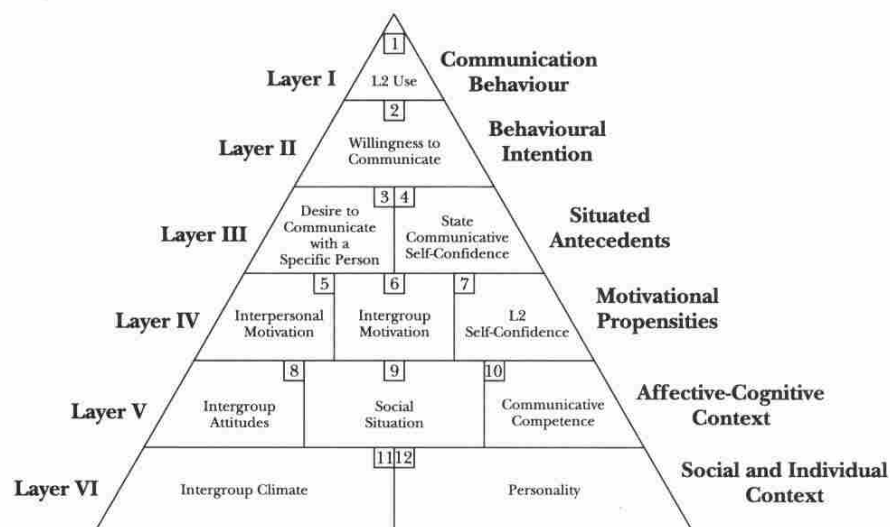 1
Layer I
L2 Use
Communication
Behaviour
2
Layer II
Willingness to
Communicate
Behavioural
Intention
3 4
Layer III
Desire to
Communicate
with a
Specific Person
State
Communicative
Self-Confidence
Situated
Antecedents
5 6 7
Layer IV
Interpersonal
Motivation
Intergroup
Motivation
L2
Self-Confidence
Motivational
Propensities
8 9 10
Layer V
Intergroup
Attitudes
Social
Situation
Communicative
Competence
Affective-Cognitive
Context
11 12
Layer VI
Intergroup Climate
Personality
Social and Individual
Context